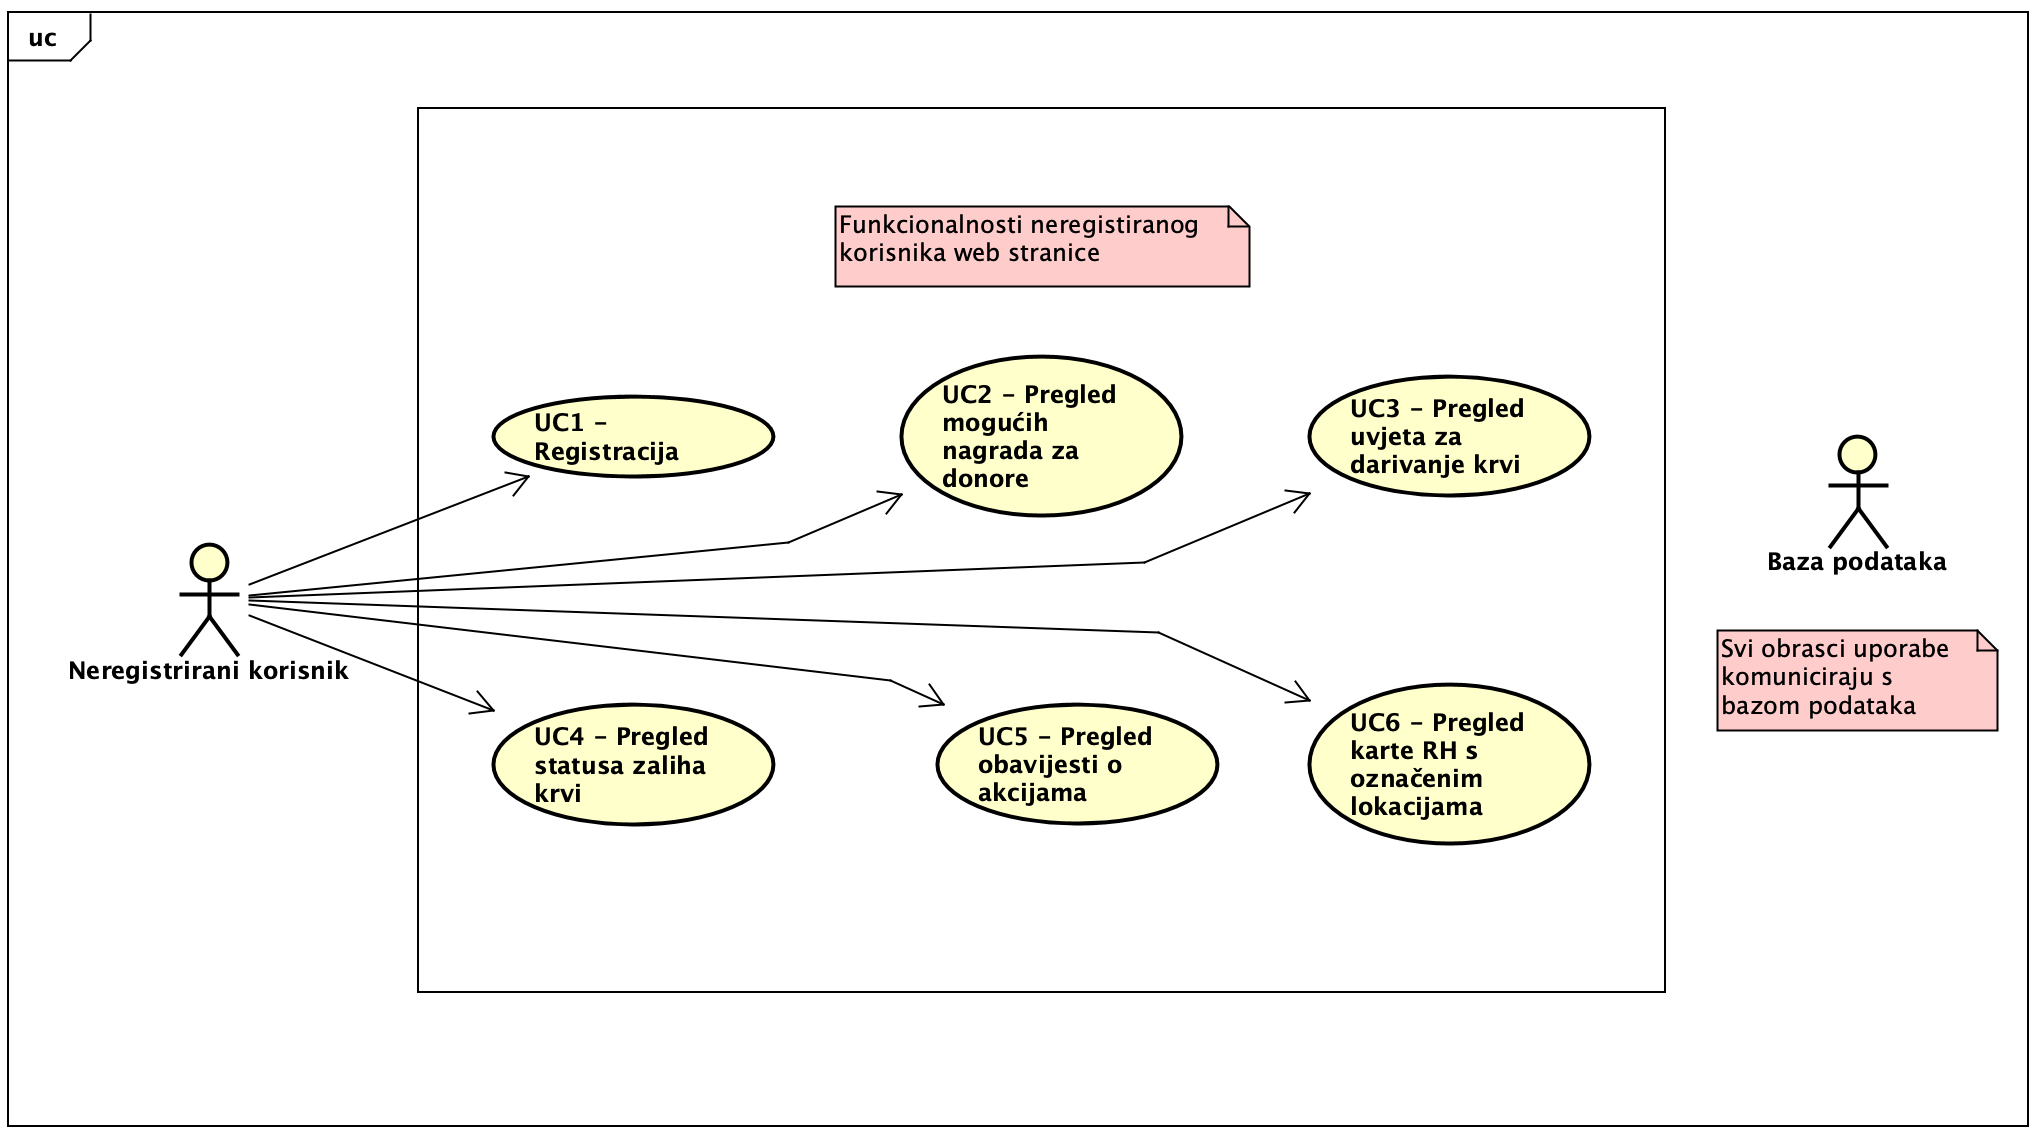 uc
Funkcionalnosti neregistiranog
korisnika web stranice
UC1 –
Registracija
UC2 – Pregled
mogućih
nagrada za
donore
UC3 – Pregled
uvjeta za
darivanje krvi
Baza podataka
Neregistrirani korisnik
Svi obrasci uporabe
komuniciraju s
bazom podataka
UC4 – Pregled
statusa zaliha
krvi
UC5 – Pregled
obavijesti o
akcijama
UC6 – Pregled
karte RH s
označenim
lokacijama